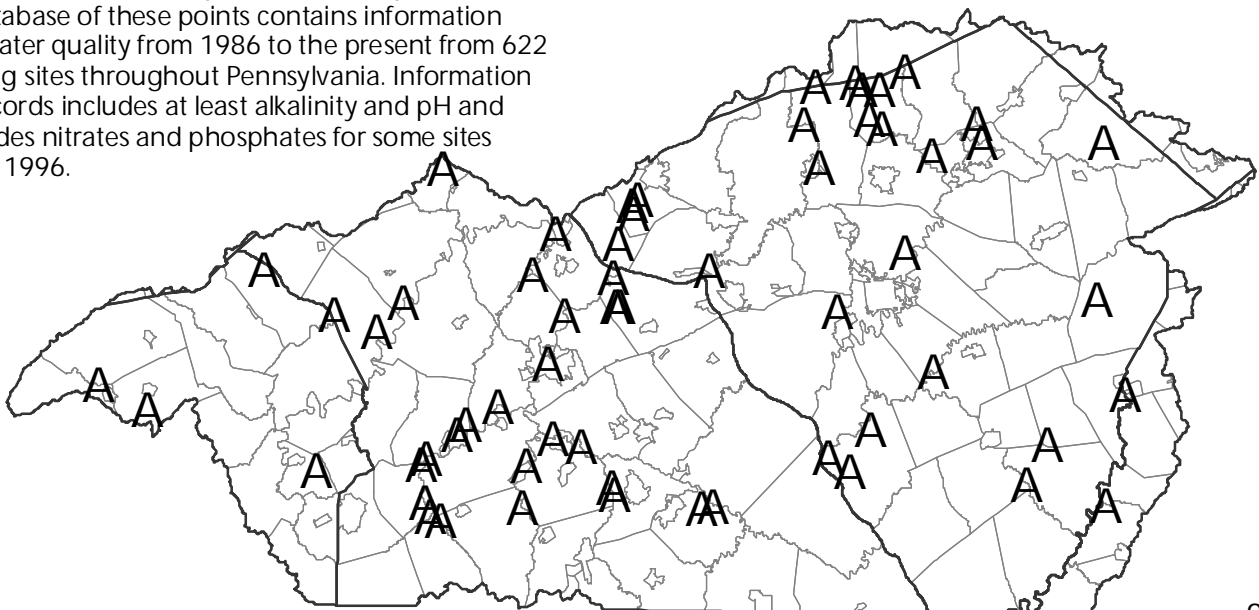 tabase of these points contains information
ater quality from 1986 to the present from 622
g sites throughout Pennsylvania. Information
cords includes at least alkalinity and pH and
des nitrates and phosphates for some sites
1996.